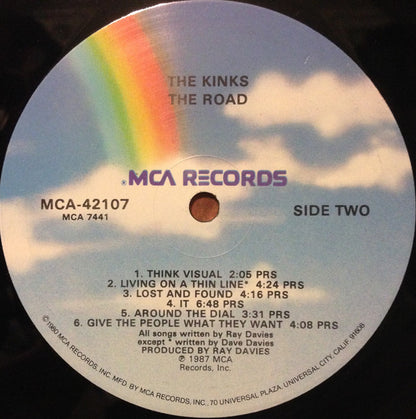 THE KINKS
THE ROAD
®MCA RECORDS
MCA-42107
MCA 7441
SIDE TWO
1. THINK VISUAL 2:05 PRS
2. LIVING ON A THIN LINE* 4:24 PRS
3. LOST AND FOUND 4:16 PRS
4. IT 6:48 PRS
5. AROUND THE DIAL 3:31 PRS
6. GIVE THE PEOPLE WHAT THEY WANT 4:08 PRS
All songs written by Ray Davies
except * written by Dave Davies
PRODUCED BY RAY DAVIES
℗1987 MCA
Records, Inc.
©1980 MCA RECORDS, INC. MFD. BY MCA RECORDS, INC., 70 UNIVERSAL PLAZA, UNIVERSAL CITY, CALIF. 91608